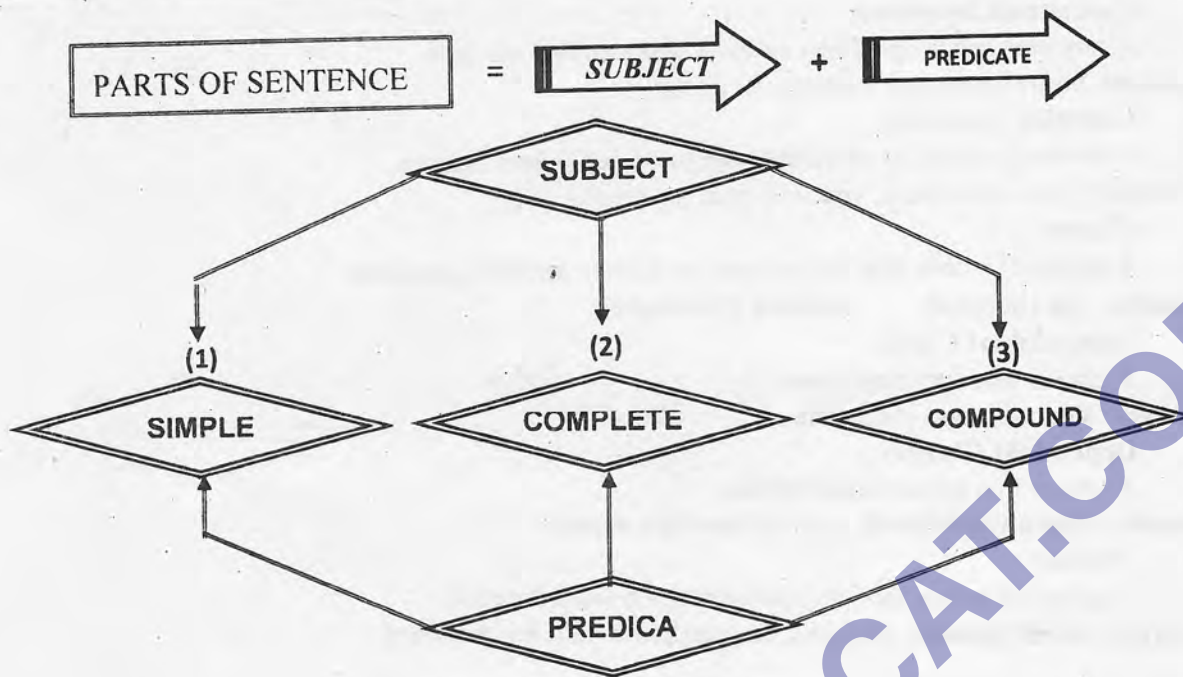 PARTS OF SENTENCE = SUBJECT + PREDICATE
SUBJECT
(1) (2) (3)
SIMPLE COMPLETE COMPOUND
PREDICA
CAT.CO